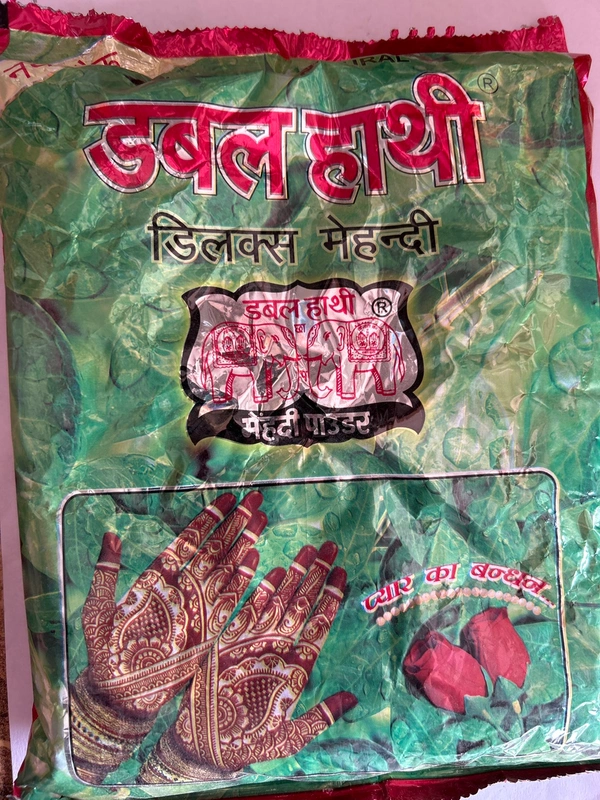 डबल हाथी ®
डिलक्स मेहन्दी
डबल हाथी ®
छा
मेहदी पाउडर
प्यार का बन्धन...